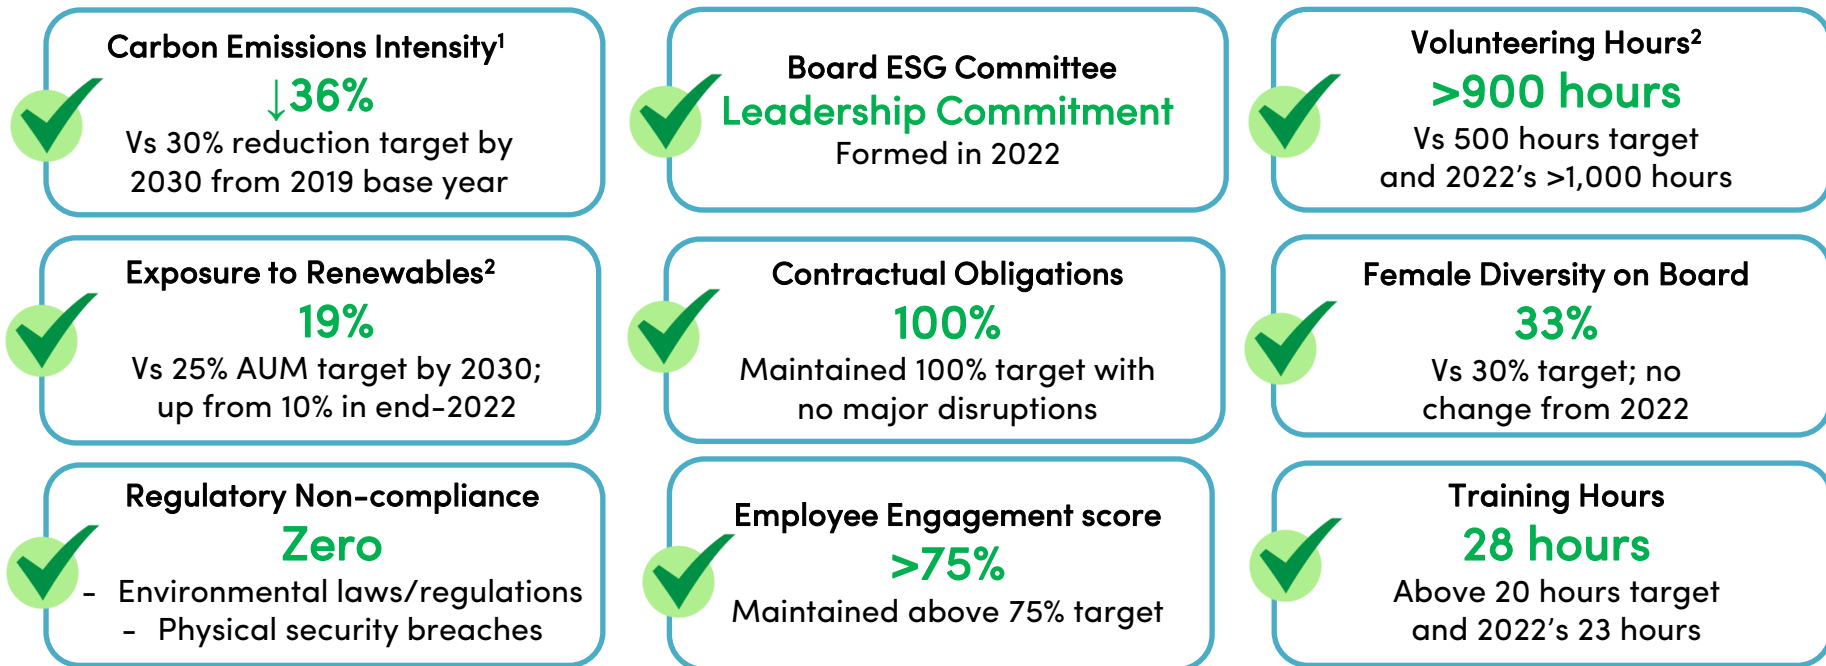 Carbon Emissions Intensity¹
↓36%
Vs 30% reduction target by
2030 from 2019 base year
Board ESG Committee
Leadership Commitment
Formed in 2022
Volunteering Hours²
>900 hours
Vs 500 hours target
and 2022's >1,000 hours
Exposure to Renewables²
19%
Vs 25% AUM target by 2030;
up from 10% in end-2022
Contractual Obligations
100%
Maintained 100% target with
no major disruptions
Female Diversity on Board
33%
Vs 30% target; no
change from 2022
Regulatory Non-compliance
Zero
- Environmental laws/regulations
- Physical security breaches
Employee Engagement score
>75%
Maintained above 75% target
Training Hours
28 hours
Above 20 hours target
and 2022's 23 hours